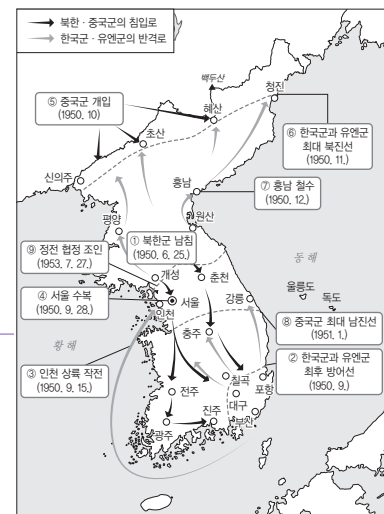 북한·중국군의 침입로
한국군·유엔군의 반격로
백두산
청진
혜산
⑤ 중국군 개입
(1950. 10)
초산
⑥ 한국군과 유엔군
최대 북진선
(1950. 11.)
신의주
흥남
⑦ 흥남 철수
(1950. 12.)
평양
원산
⑨ 정전 협정 조인
(1953. 7. 27.)
① 북한군 남침
(1950. 6. 25.)
동해
개성
춘천
울릉도
독도
④ 서울 수복
(1950. 9. 28.)
서울
강릉
인천
⑧ 중국군 최대 남진선
(1951. 1.)
충주
황해
② 한국군과 유엔군
최후 방어선
(1950. 9.)
③ 인천 상륙 작전
(1950. 9. 15.)
칠곡
포항
전주
대구
진주
부산
광주